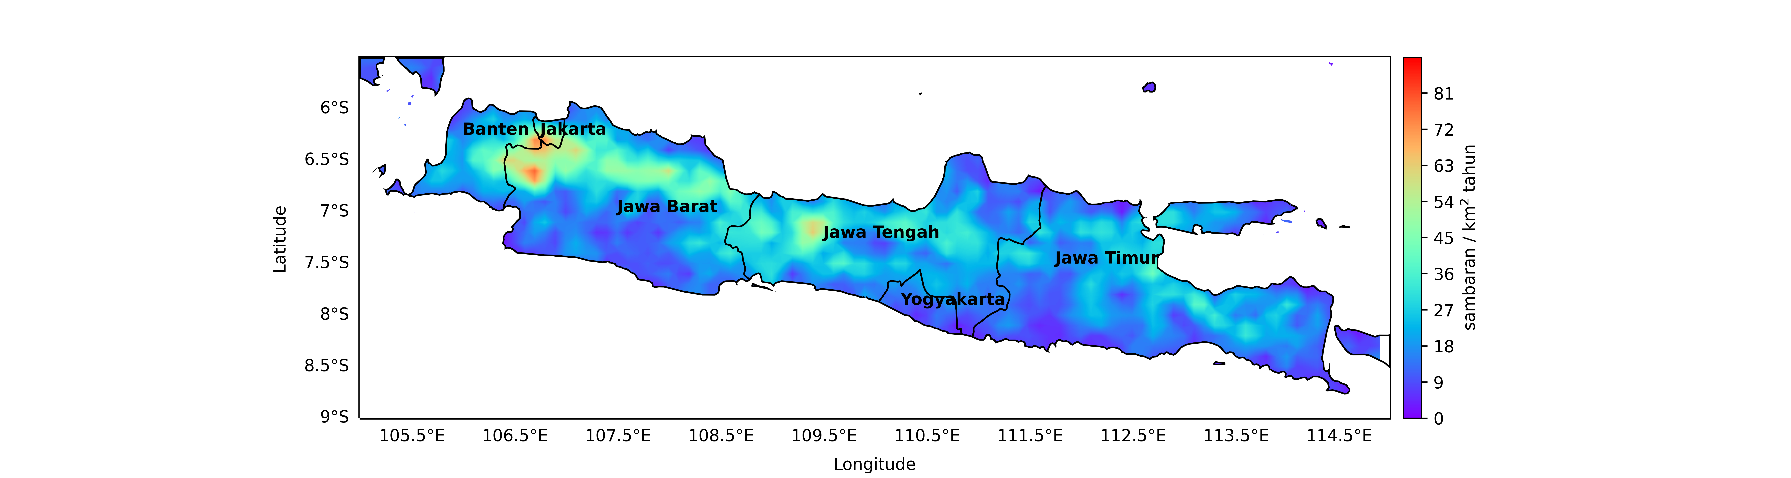 6°S
6.5°S
7°S
7.5°S
8°S
8.5°S
9°S
Latitude
Banten Jakarta
Jawa Barat
Jawa Tengah
Jawa Timur
Yogyakarta
105.5°E 106.5°E 107.5°E 108.5°E 109.5°E 110.5°E 111.5°E 112.5°E 113.5°E 114.5°E
Longitude
81
72
63
54
45
36
27
18
9
0
sambaran / km² tahun